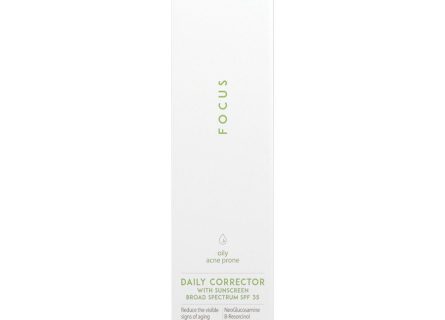 FOCUS
oily
acne prone
DAILY CORRECTOR
WITH SUNSCREEN
BROAD SPECTRUM SPF 35
Reduce the visible
signs of aging
NeoGlucosamine
B-Resorcinol